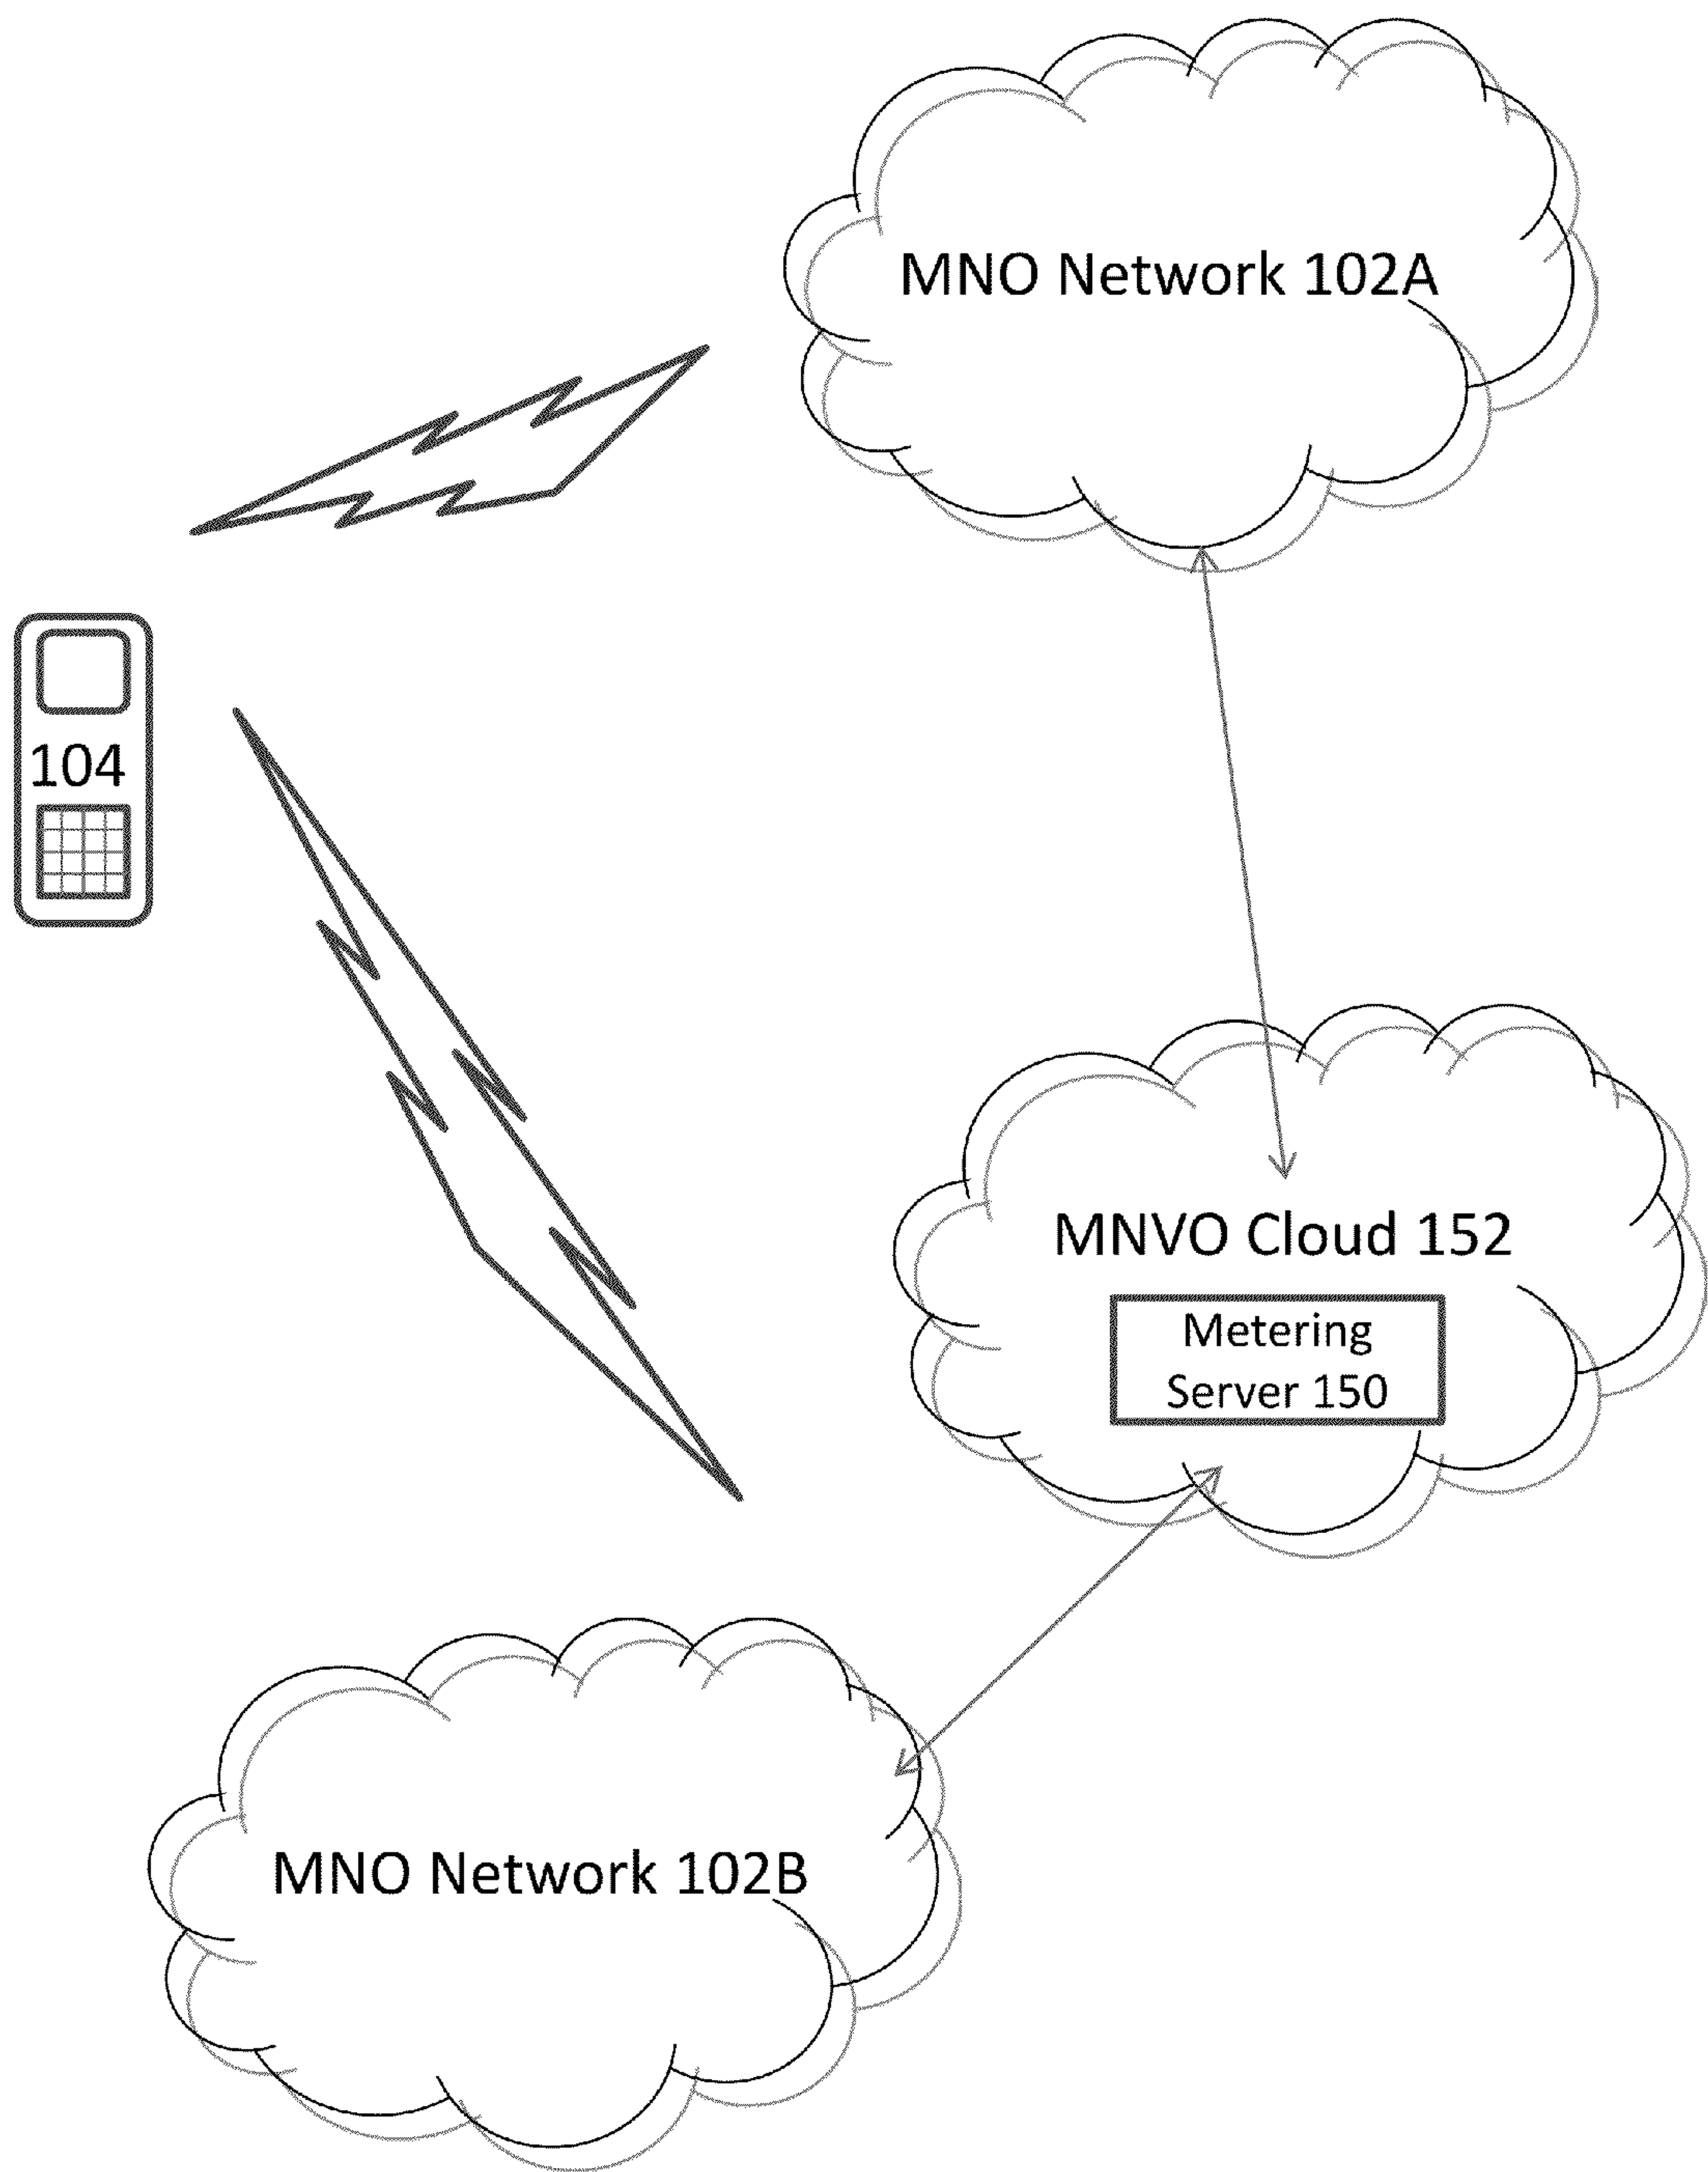 MNO Network 102A
104
MNVO Cloud 152
Metering
Server 150
MNO Network 102B